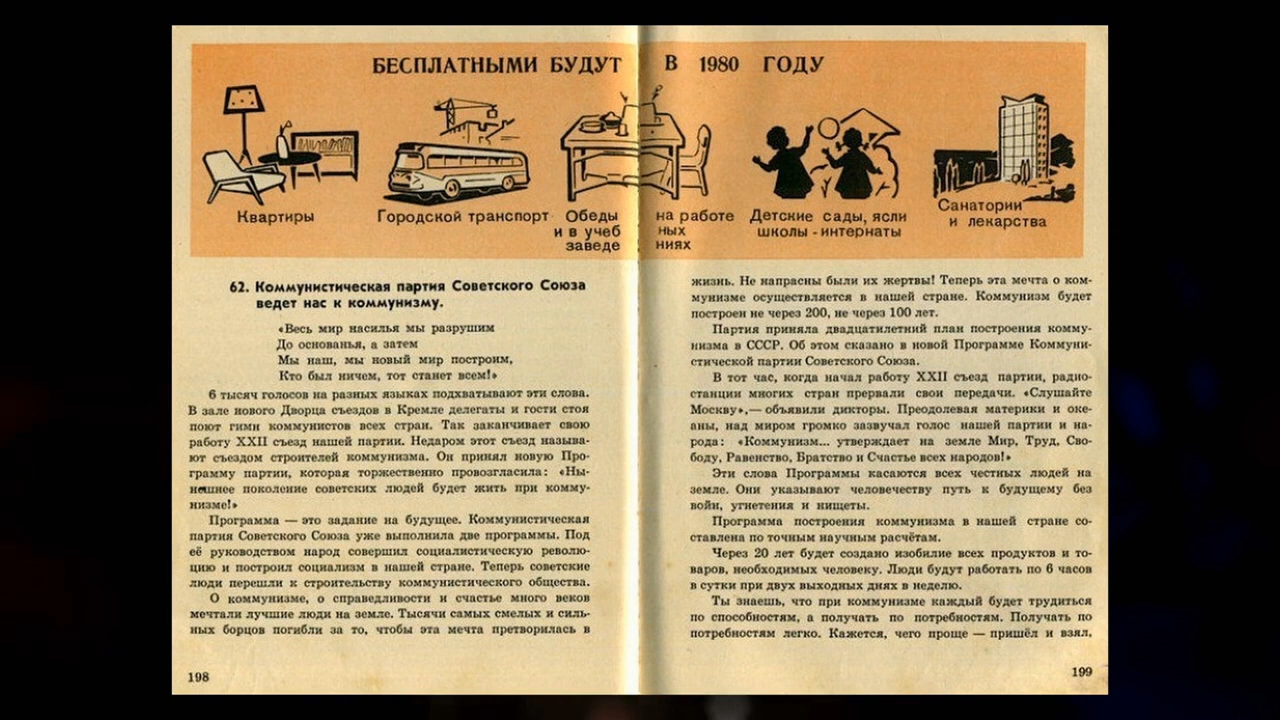 БЕСПЛАТНЫМИ БУДУТ В 1980 ГОДУ
Квартиры
Городской транспорт
Обеды на работе
и в учеб ных
заведе ниях
Детские сады, ясли
школы - интернаты
Санатории
и лекарства
62. Коммунистическая партия Советского Союза
ведет нас к коммунизму.
«Весь мир насилья мы разрушим
До основанья, а затем
Мы наш, мы новый мир построим,
Кто был ничем, тот станет всем!»
6 тысяч голосов на разных языках подхватывают эти слова.
В зале нового Дворца съездов в Кремле делегаты и гости стоя
поют гимн коммунистов всех стран. Так заканчивает свою
работу XXII съезд нашей партии. Недаром этот съезд называ-
ют съездом строителей коммунизма. Он принял новую Про-
грамму партии, которая торжественно провозгласила: «Ны-
нешнее поколение советских людей будет жить при комму-
низме!»
Программа — это задание на будущее. Коммунистическая
партия Советского Союза уже выполнила две программы. Под
её руководством народ совершил социалистическую револю-
цию и построил социализм в нашей стране. Теперь советские
люди перешли к строительству коммунистического общества.
О коммунизме, о справедливости и счастье много веков
мечтали лучшие люди на земле. Тысячи самых смелых и силь-
ных борцов погибли за то, чтобы эта мечта претворилась в
198
жизнь. Не напрасны были их жертвы! Теперь эта мечта о ком-
мунизме осуществляется в нашей стране. Коммунизм будет
построен не через 200, не через 100 лет.
Партия приняла двадцатилетний план построения комму-
низма в СССР. Об этом сказано в новой Программе Коммуни-
стической партии Советского Союза.
В тот час, когда начал работу XXII съезд партии, радио-
станции многих стран прервали свои передачи. «Слушайте
Москву»,— объявили дикторы. Преодолевая материки и оке-
аны, над миром громко зазвучал голос нашей партии и на-
рода: «Коммунизм... утверждает на земле Мир, Труд, Сво-
боду, Равенство, Братство и Счастье всех народов!»
Эти слова Программы касаются всех честных людей на
земле. Они указывают человечеству путь к будущему без
войн, угнетения и нищеты.
Программа построения коммунизма в нашей стране со-
ставлена по точным научным расчётам.
Через 20 лет будет создано изобилие всех продуктов и то-
варов, необходимых человеку. Люди будут работать по 6 часов
в сутки при двух выходных днях в неделю.
Ты знаешь, что при коммунизме каждый будет трудиться
по способностям, а получать по потребностям. Получать по
потребностям легко. Кажется, чего проще — пришёл и взял,
199